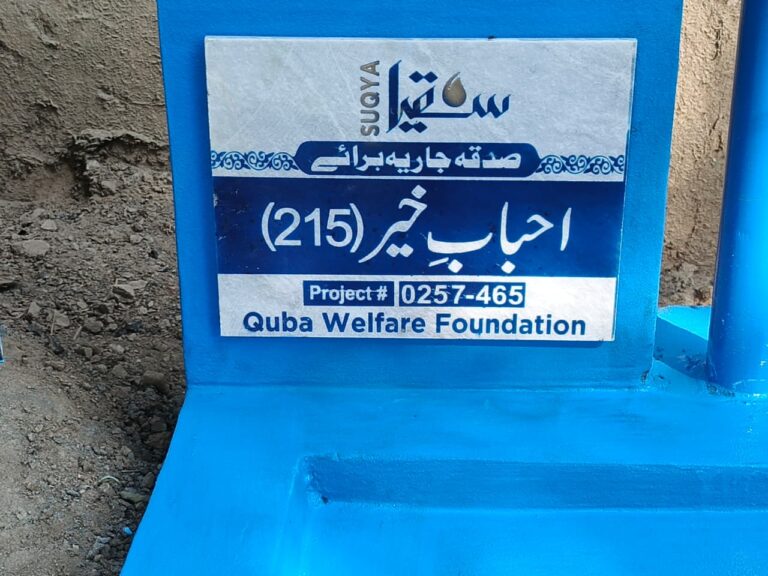 سقیا
SUQYA
صدقہ جاریہ برائے
احبابِ خیر (215)
Project # 0257-465
Quba Welfare Foundation